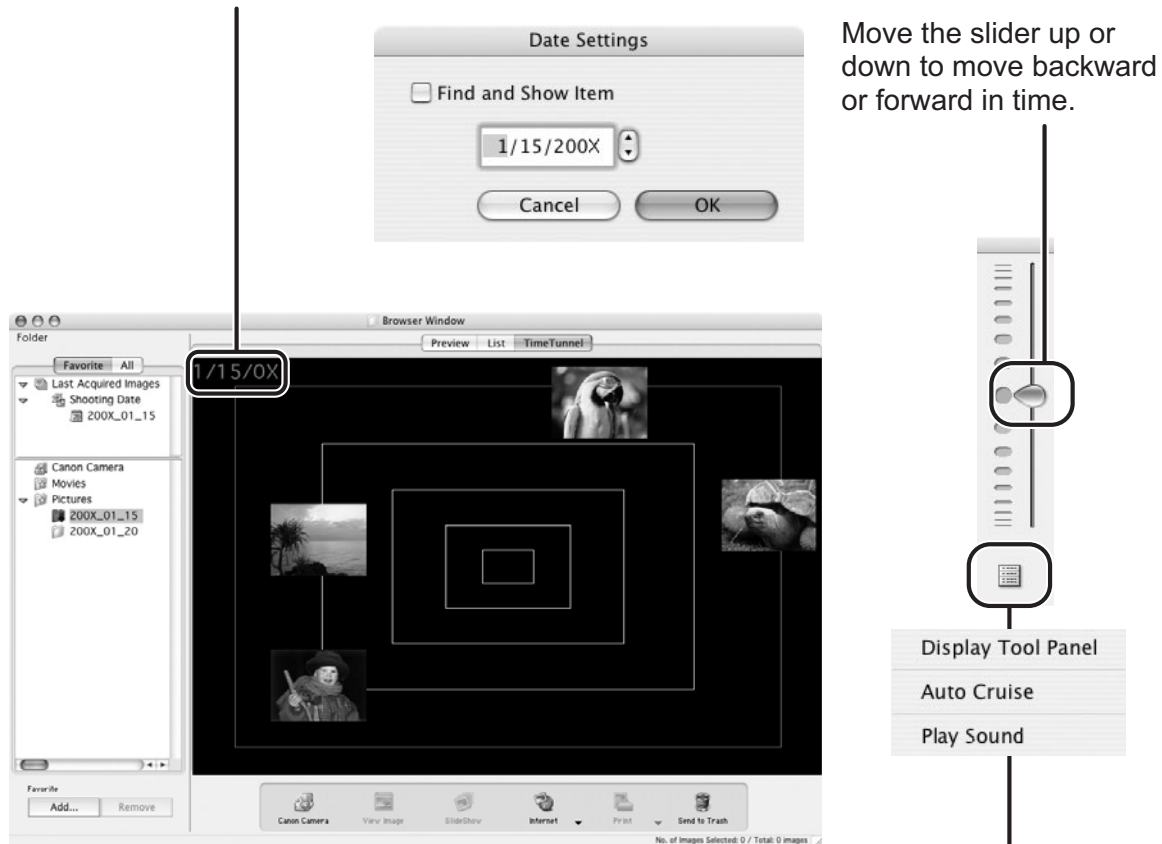 Date Settings
Find and Show Item
1/15/200X
Cancel
OK
Move the slider up or
down to move backward
or forward in time.
Browser Window
Folder
Preview List TimeTunnel
Favorite All
Last Acquired Images
Shooting Date
200X_01_15
Canon Camera
Movies
Pictures
200X_01_15
200X_01_20
1/15/0X
Favorite
Add... Remove
Canon Camera View Image SlideShow Internet Print Send to Trash
No. of Images Selected: 0 / Total: 0 images
Display Tool Panel
Auto Cruise
Play Sound